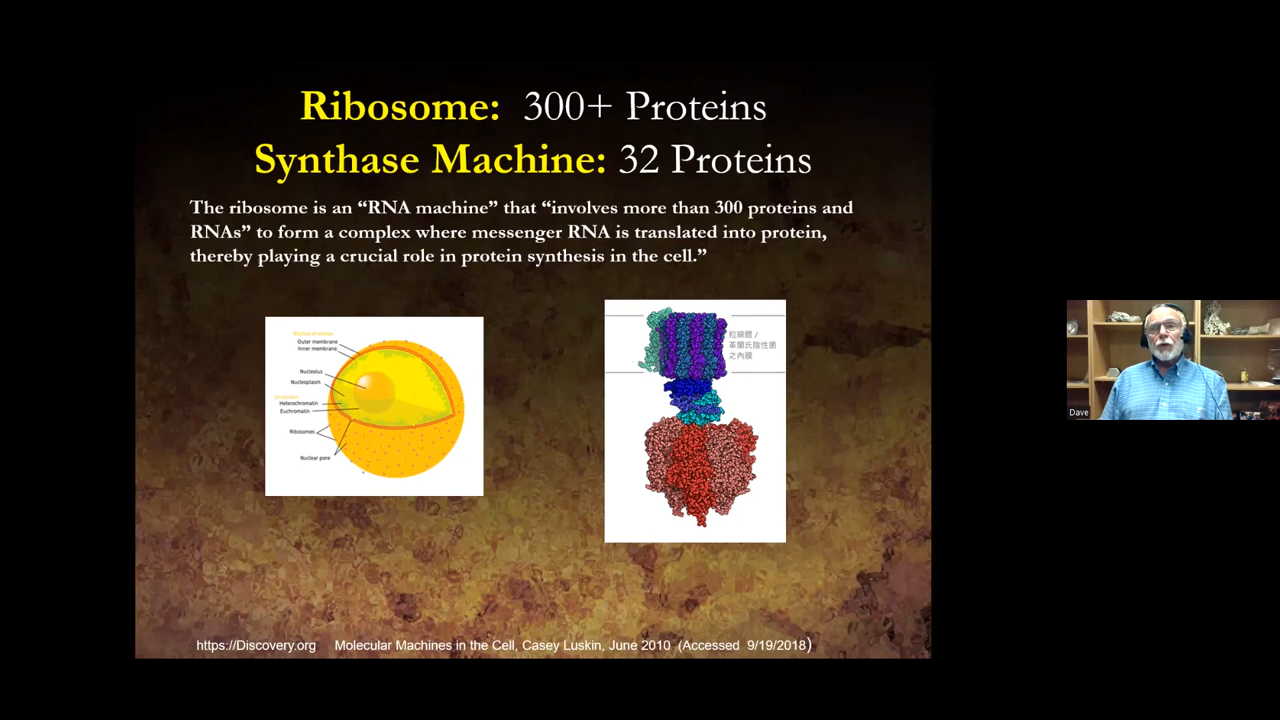 Ribosome: 300+ Proteins
Synthase Machine: 32 Proteins
The ribosome is an “RNA machine” that “involves more than 300 proteins and
RNAs” to form a complex where messenger RNA is translated into protein,
thereby playing a crucial role in protein synthesis in the cell.”
Nuclear envelope
Outer membrane
Inner membrane
Nucleolus
Nucleoplasm
Chromatin
Heterochromatin
Euchromatin
Ribosomes
Nuclear pore
粒線體 /
革蘭氏陰性菌
之內膜
Dave
https://Discovery.org Molecular Machines in the Cell, Casey Luskin, June 2010 (Accessed 9/19/2018)